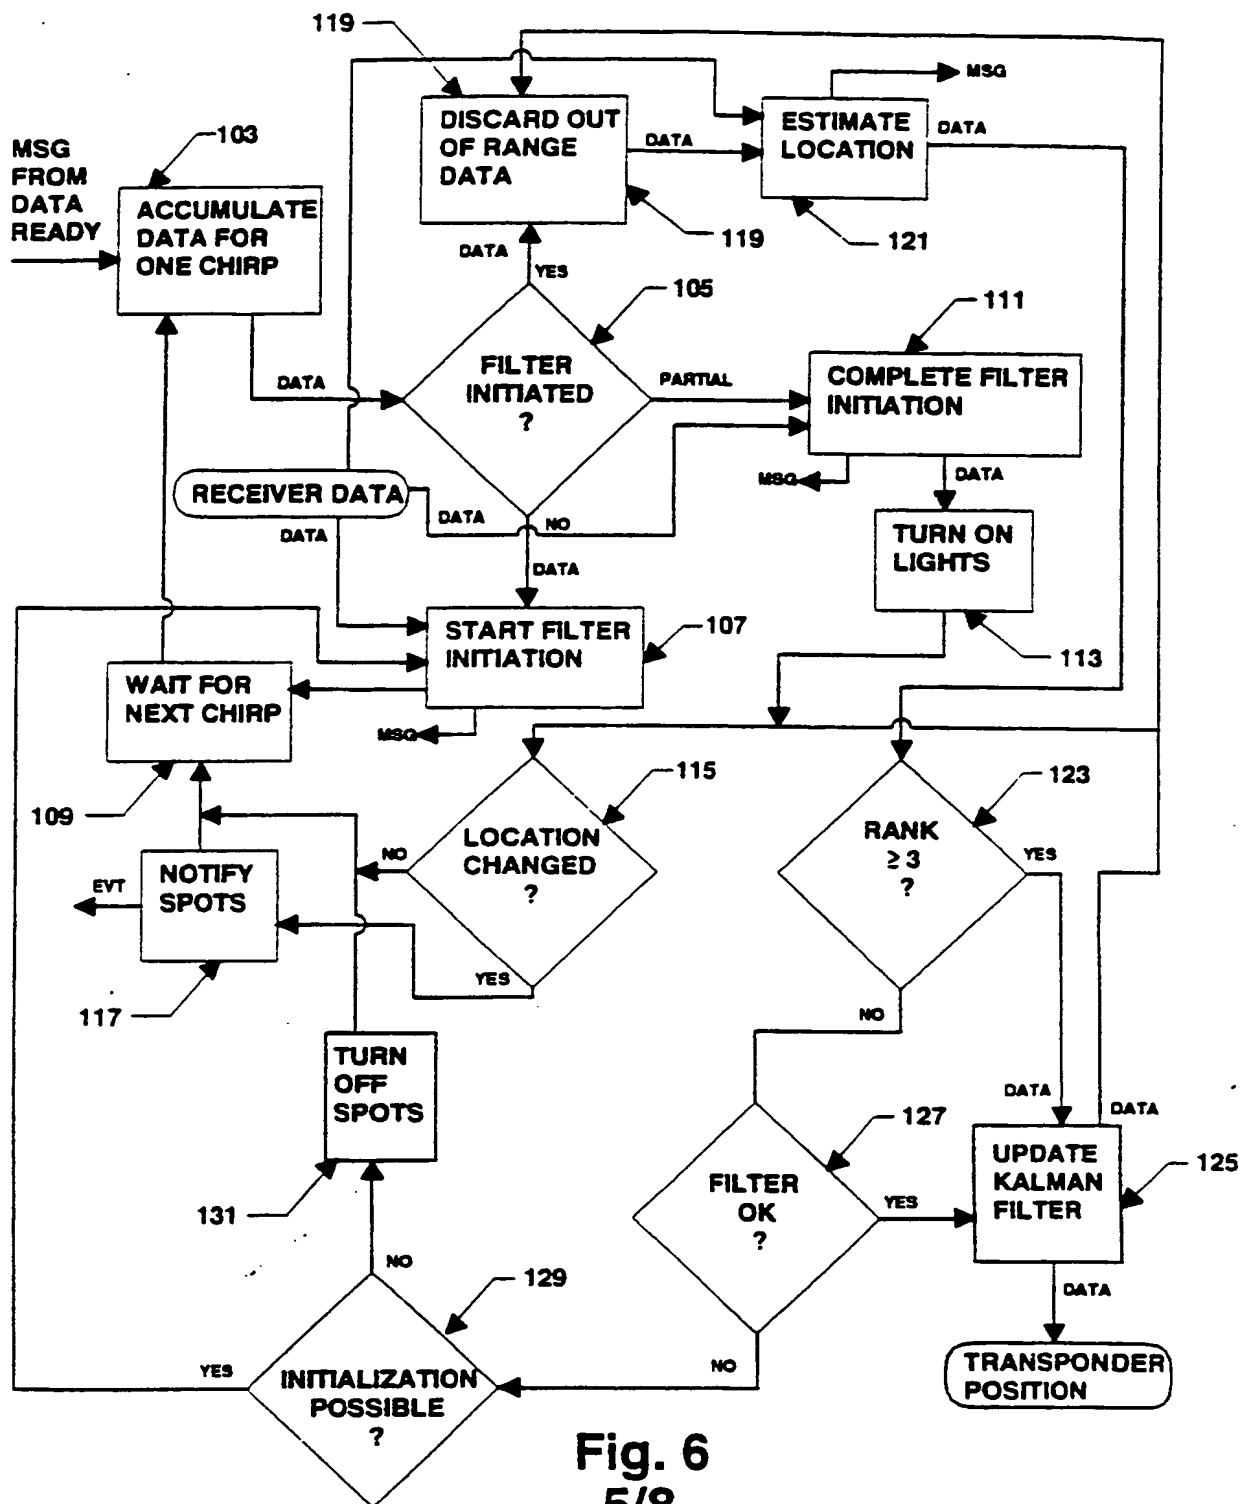 119
MSG
103
DISCARD OUT
OF RANGE
DATA
DATA
ESTIMATE
LOCATION
DATA
MSG
FROM
DATA
READY
ACCUMULATE
DATA FOR
ONE CHIRP
119
121
DATA
YES
105
111
DATA
FILTER
INITIATED
?
PARTIAL
COMPLETE FILTER
INITIATION
MSG
DATA
RECEIVER DATA
DATA
NO
DATA
DATA
TURN ON
LIGHTS
START FILTER
INITIATION
107
113
WAIT FOR
NEXT CHIRP
MSG
115
123
109
LOCATION
CHANGED
?
NO
RANK
≥ 3
?
YES
NOTIFY
SPOTS
EVT
YES
117
NO
TURN
OFF
SPOTS
DATA
DATA
127
UPDATE
KALMAN
FILTER
125
131
FILTER
OK
?
YES
NO
129
DATA
YES
INITIALIZATION
POSSIBLE
?
NO
TRANSPONDER
POSITION
Fig. 6
5/8